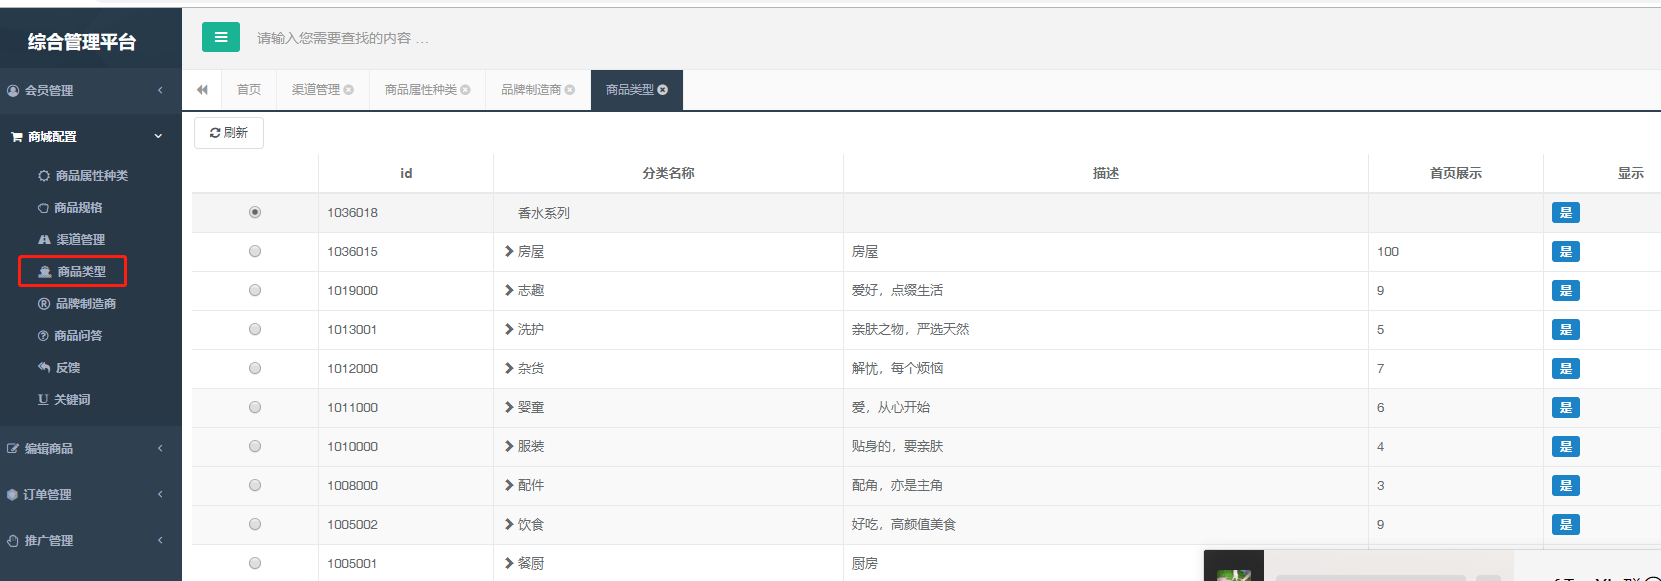 综合管理平台
请输入您需要查找的内容 …
首页 渠道管理 商品属性种类 品牌制造商 商品类型
会员管理
商城配置
商品属性种类
商品规格
渠道管理
商品类型
品牌制造商
商品问答
反馈
关键词
编辑商品
订单管理
推广管理
刷新
id 分类名称 描述 首页展示 显示
1036018 香水系列 是
1036015 房屋 房屋 100 是
1019000 志趣 爱好，点缀生活 9 是
1013001 洗护 亲肤之物，严选天然 5 是
1012000 杂货 解忧，每个烦恼 7 是
1011000 婴童 爱，从心开始 6 是
1010000 服装 贴身的，要亲肤 4 是
1008000 配件 配角，亦是主角 3 是
1005002 饮食 好吃，高颜值美食 9 是
1005001 餐厨 厨房